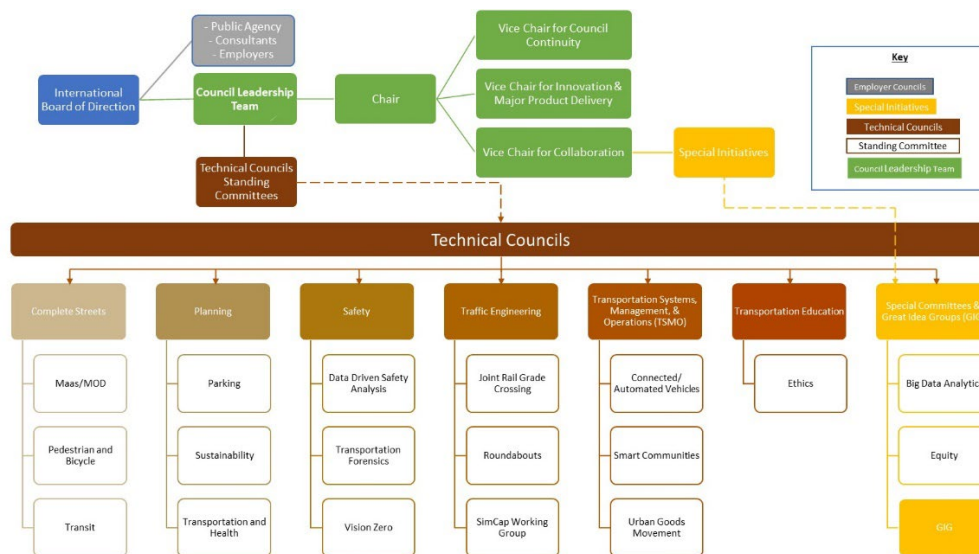 - Public Agency
- Consultants
- Employers
International
Board of Direction
Council Leadership
Team
Chair
Vice Chair for Council
Continuity
Vice Chair for Innovation &
Major Product Delivery
Vice Chair for Collaboration
Special Initiatives
Technical Councils
Standing
Committees
Key
Employer Councils
Special Initiatives
Technical Councils
Standing Committee
Council Leadership Team
Technical Councils
Complete Streets
Planning
Safety
Traffic Engineering
Transportation Systems,
Management, &
Operations (TSMO)
Transportation Education
Special Committees &
Great Idea Groups (GIG
Maas/MOD
Parking
Data Driven Safety
Analysis
Joint Rail Grade
Crossing
Connected/
Automated Vehicles
Ethics
Big Data Analytic
Pedestrian and
Bicycle
Sustainability
Transportation
Forensics
Roundabouts
Smart Communities
Equity
Transit
Transportation and
Health
Vision Zero
SimCap Working
Group
Urban Goods
Movement
GIG